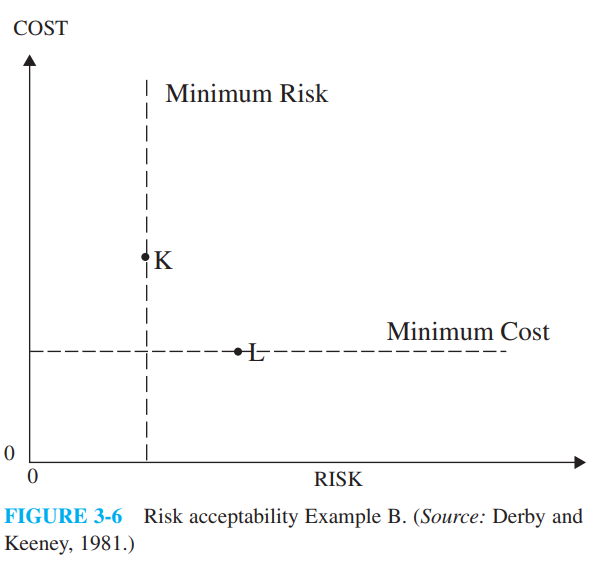 COST
Minimum Risk
K
Minimum Cost
L
0
0
RISK
FIGURE 3-6 Risk acceptability Example B. (Source: Derby and
Keeney, 1981.)